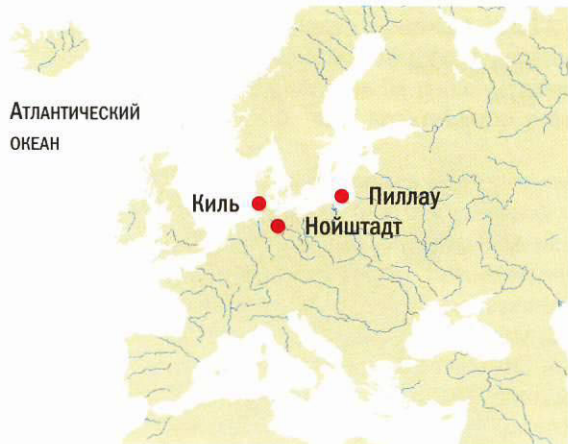 Атлантический
океан
Киль
Пиллау
Нойштадт